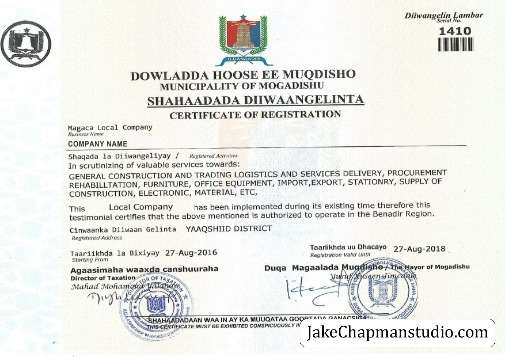 Diiwangelin Lambar
Serial No.
1410
DOWLADDA HOOSE EE MUQDISHO
MUNICIPALITY OF MOGADISHU
SHAHAADADA DIIWAANGELINTA
CERTIFICATE OF REGISTRATION
Magaca Local Company
Business Name
COMPANY NAME
Shaqada la Diiwangeliyay / Registered Activities
In scrutinizing of valuable services towards:
GENERAL CONSTRUCTION AND TRADING LOGISTICS AND SERVICES DELIVERY, PROCUREMENT
REHABILLTATION, FURNITURE, OFFICE EQUIPMENT, IMPORT,EXPORT, STATIONRY, SUPPLY OF
CONSTRUCTION, ELECTRONIC, MATERIAL, ETC,
This Local Company has been implemented during its existing time therefore this
testimonial certifies that the above mentioned is authorized to operate in the Benadir Region.
Cinwaanka Diiwaan Gelinta YAAQSHIID DISTRICT
Registered Address
Taariikhda la Bixiyay 27-Aug-2016
Starting From
Taariikhda uu Dhacayo 27-Aug-2018
Registration Valid Until
Agaasimaha waaxda canshuuraha
Director of Taxation
Duqa Magaalada Muqdisho / The Mayor of Mogadishu
Mahad Mohamed
SHAHAADADAAN WAA IN AY KA MUUQATAA GOOBTADA GANACSIGA
THIS CERTIFICATE MUST BE EXHIBITED CONSPICUOUSLY
JakeChapmanstudio.com